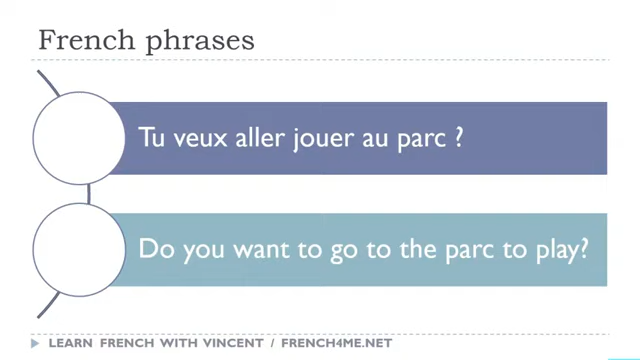 French phrases
Tu veux aller jouer au parc ?
Do you want to go to the parc to play?
LEARN FRENCH WITH VINCENT / FRENCH4ME.NET